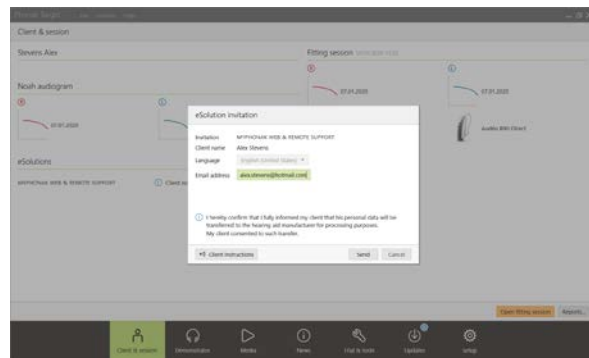 Phonak Target
Client & session
Stevens Alex
Fitting session
Noah audiogram
07.01.2020
07.01.2020
07.01.2020
Audéo
Direct
eSolutions
MYPHONAK WEB & REMOTE SUPPORT
eSolution invitation
Invitation MYPHONAK WEB & REMOTE SUPPORT
Client name Alex Stevens
Language English (United States)
Email address alex.stevens@hotmail.com
I hereby confirm that I fully informed my client that his personal data will be
transferred to the hearing aid manufacturer for processing purposes.
My client consented to such transfer.
Client instructions
Send
Cancel
Open fitting session
Reports...
Client & session
Demonstrator
Media
News
Updates
Setup